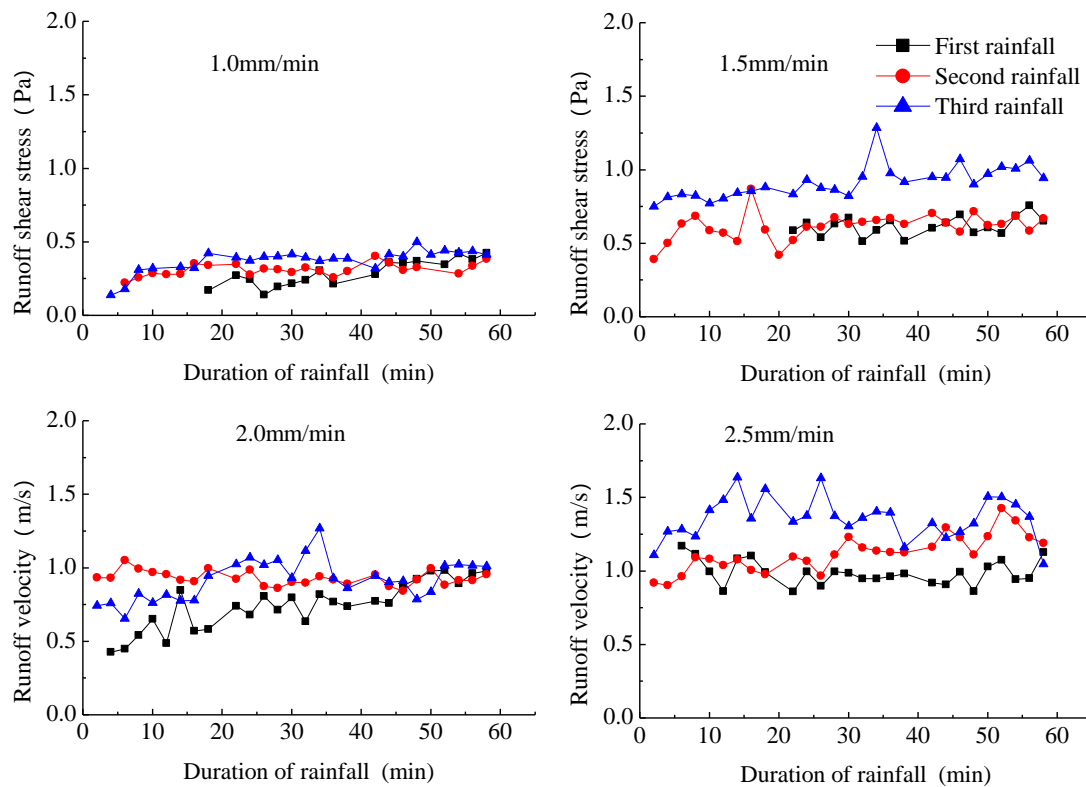 2.0
1.5
1.0
0.5
0.0
Runoff shear stress (Pa)
1.0mm/min
0 10 20 30 40 50 60
Duration of rainfall (min)
2.0
1.5
1.0
0.5
0.0
Runoff shear stress (Pa)
1.5mm/min
First rainfall
Second rainfall
Third rainfall
0 10 20 30 40 50 60
Duration of rainfall (min)
2.0
1.5
1.0
0.5
0.0
Runoff velocity (m/s)
2.0mm/min
0 10 20 30 40 50 60
Duration of rainfall (min)
2.0
1.5
1.0
0.5
0.0
Runoff velocity (m/s)
2.5mm/min
0 10 20 30 40 50 60
Duration of rainfall (min)